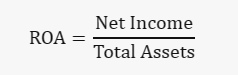 ROA = Net Income / Total Assets